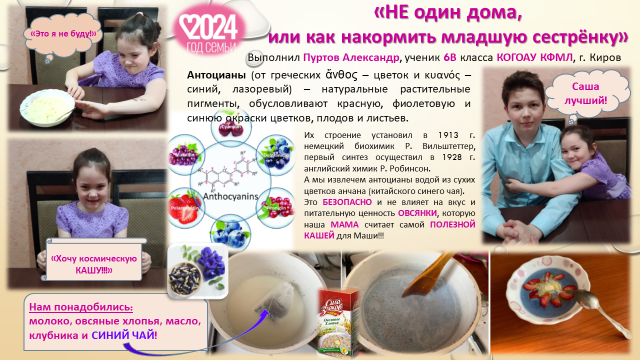 «НЕ один дома,
или как накормить младшую сестрёнку»
Выполнил Пуртов Александр, ученик 6В класса КОГОАУ КФМЛ, г. Киров
«Это я не буду!»
2024
ГОД СЕМЬИ
Антоцианы (от греческих ἄνθος – цветок и κυανός –
синий, лазоревый) – натуральные растительные
пигменты, обусловливают красную, фиолетовую и
синюю окраски цветков, плодов и листьев.
Саша
лучший!
Их строение установил в 1913 г.
немецкий биохимик Р. Вильштеттер,
первый синтез осуществил в 1928 г.
английский химик Р. Робинсон.
А мы извлечем антоцианы водой из сухих
цветков анчана (китайского синего чая).
Это БЕЗОПАСНО и не влияет на вкус и
питательную ценность ОВСЯНКИ, которую
наша МАМА считает самой ПОЛЕЗНОЙ
КАШЕЙ для Маши!!!
Anthocyanins
«Хочу космическую
КАШУ!!!»
Нам понадобились:
молоко, овсяные хлопья, масло,
клубника и СИНИЙ ЧАЙ!